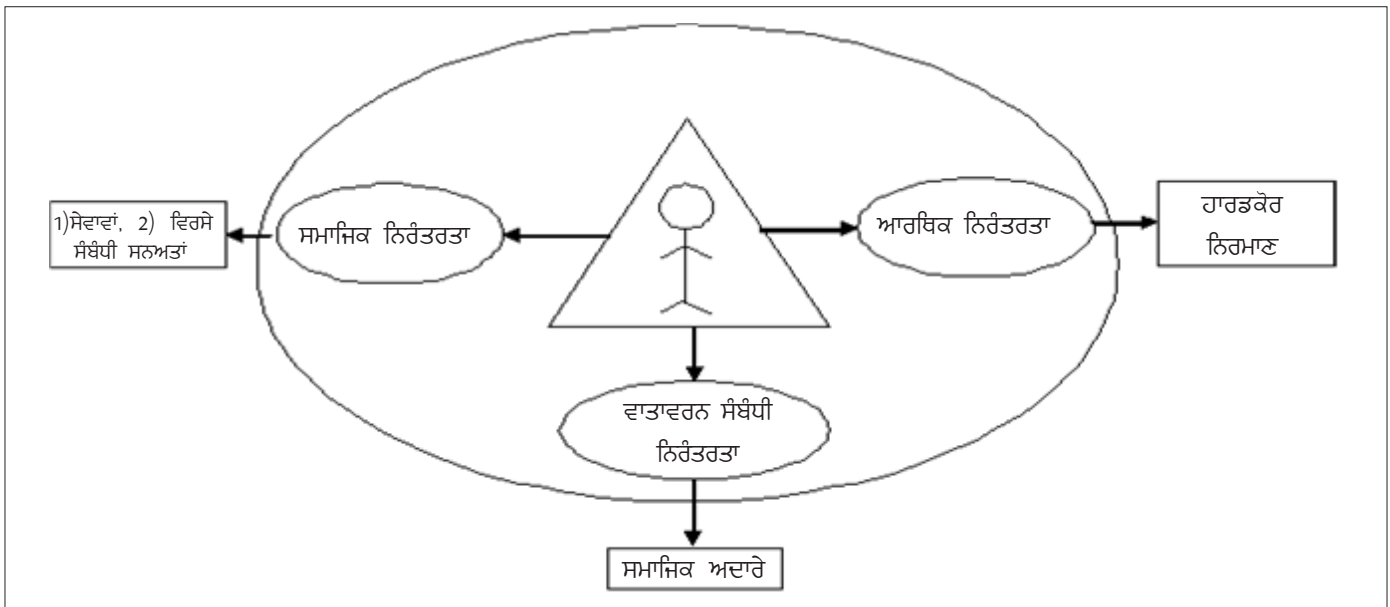 1)ਸੇਵਾਵਾਂ, 2) ਵਿਰਸੇ
ਸੰਬੰਧੀ ਸਨਅਤਾਂ
ਸਮਾਜਿਕ ਨਿਰੰਤਰਤਾ
ਆਰਥਿਕ ਨਿਰੰਤਰਤਾ
ਹਾਰਡਕੋਰ
ਨਿਰਮਾਣ
ਵਾਤਾਵਰਨ ਸੰਬੰਧੀ
ਨਿਰੰਤਰਤਾ
ਸਮਾਜਿਕ ਅਦਾਰੇ